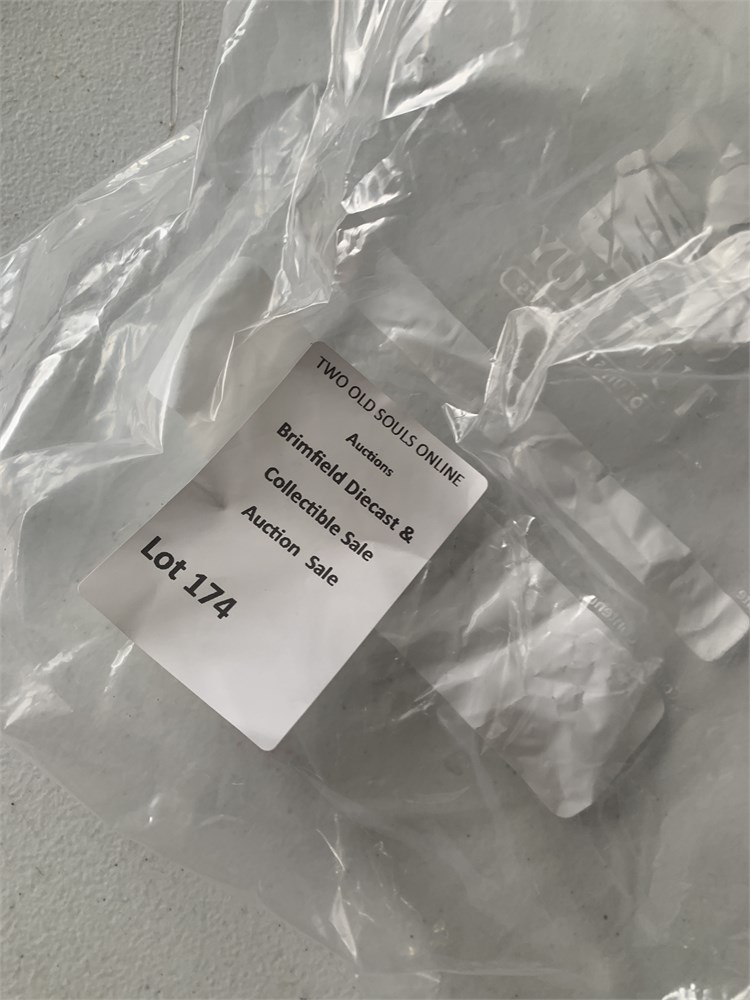 TWO OLD SOULS ONLINE
Auctions
Brimfield Diecast &
Collectible Sale
Auction Sale
Lot 174